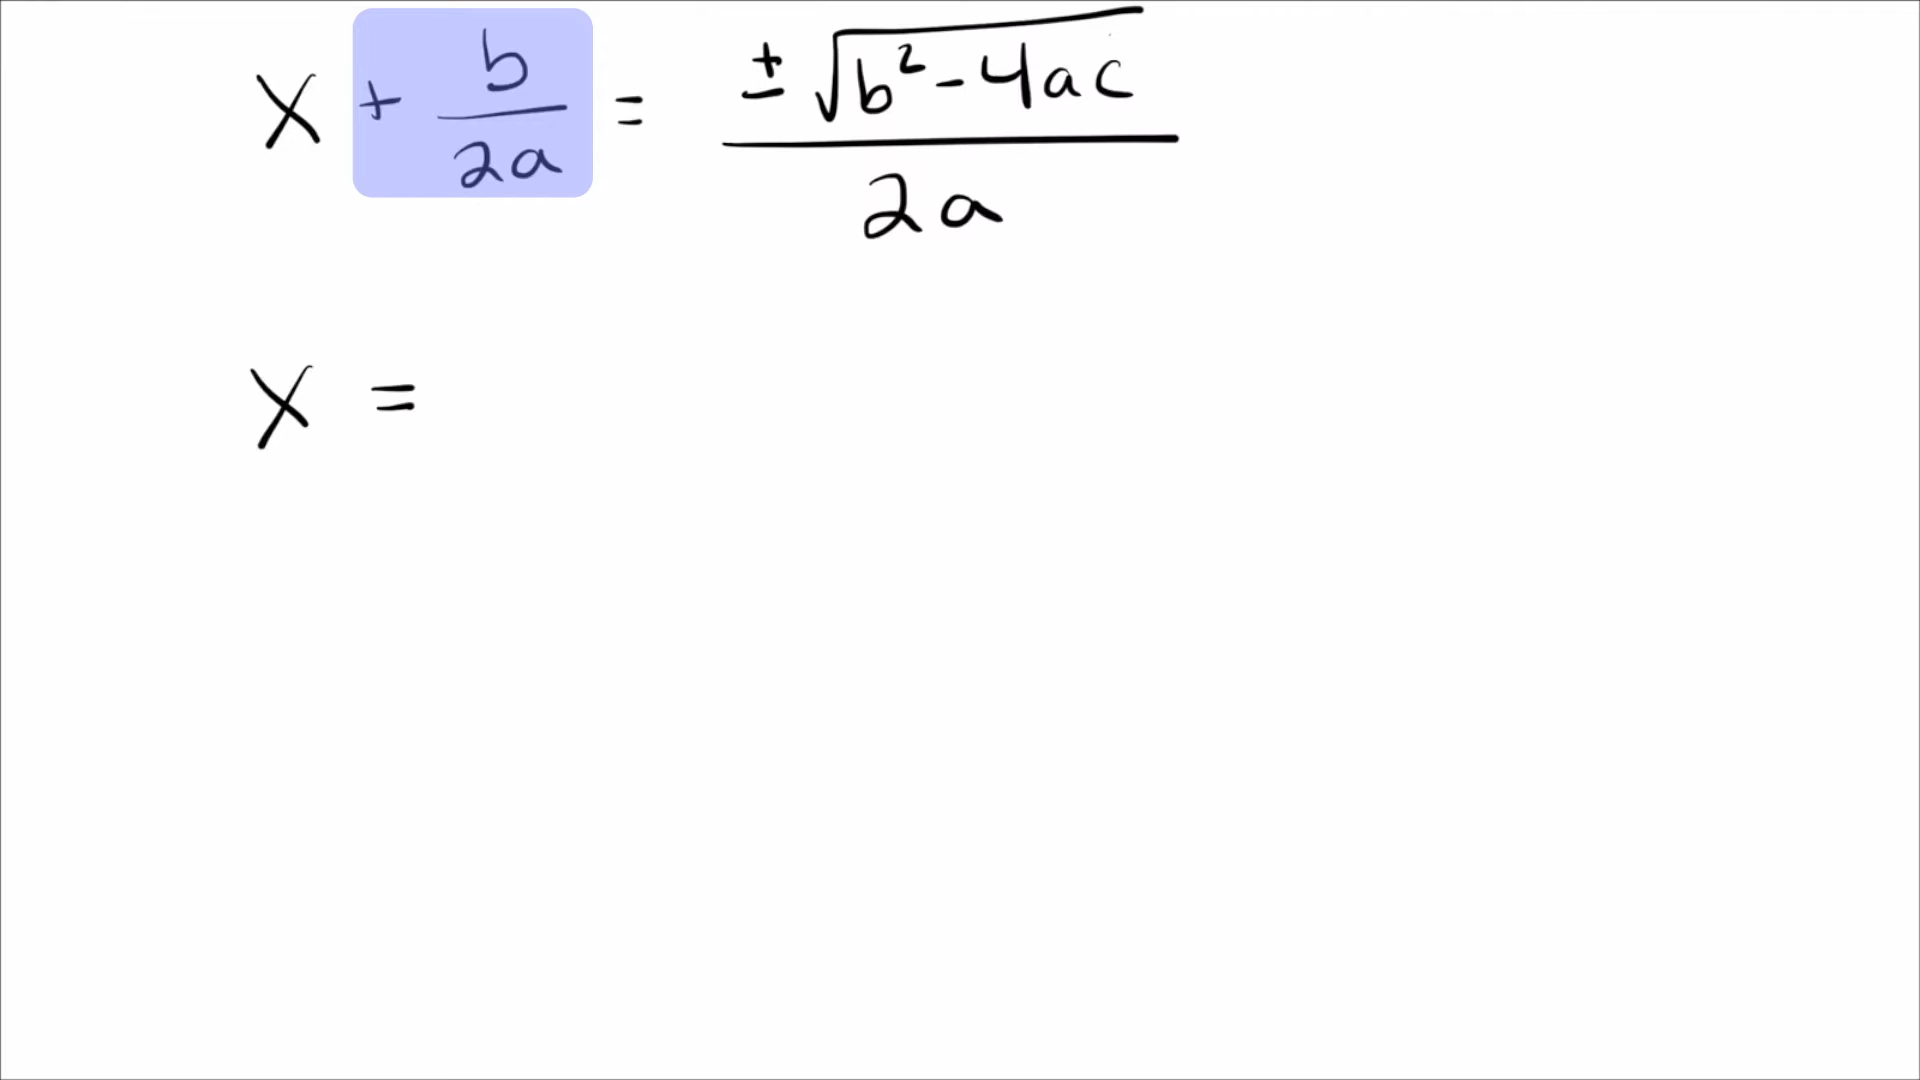 x + b/2a = ± √b² - 4ac / 2a
x =